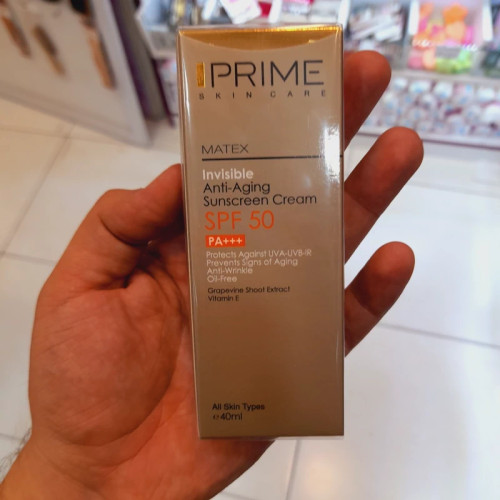 PRIME
SKIN CARE
MATEX
Invisible
Anti-Aging
Sunscreen Cream
SPF 50
PA+++
Protects Against UVA-UVB-IR
Prevents Signs of Aging
Anti-Wrinkle
Oil-Free
Grapevine Shoot Extract
Vitamin E
All Skin Types
℮40ml